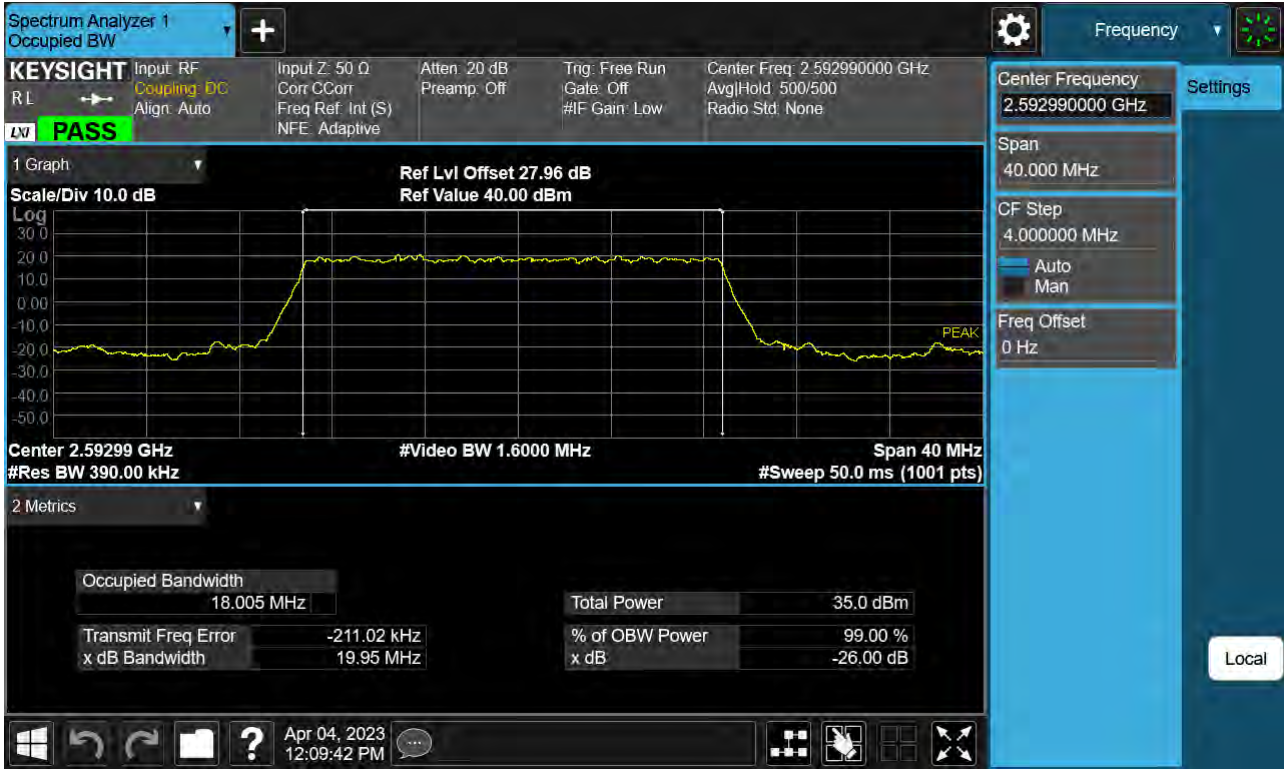 Spectrum Analyzer 1
Occupied BW
+
Frequency
KEYSIGHT
R L
LXI
PASS
Input: RF
Coupling: DC
Align: Auto
Input Z: 50 Ω
Corr CCorr
Freq Ref: Int (S)
NFE: Adaptive
Atten: 20 dB
Preamp: Off
Trig: Free Run
Gate: Off
#IF Gain: Low
Center Freq: 2.592990000 GHz
Avg|Hold: 500/500
Radio Std: None
Center Frequency
2.592990000 GHz
Settings
Span
40.000 MHz
CF Step
4.000000 MHz
Auto
Man
Freq Offset
0 Hz
Local
1 Graph
Scale/Div 10.0 dB
Ref Lvl Offset 27.96 dB
Ref Value 40.00 dBm
Log
30.0
20.0
10.0
0.00
-10.0
-20.0
-30.0
-40.0
-50.0
PEAK
Center 2.59299 GHz
#Video BW 1.6000 MHz
Span 40 MHz
#Res BW 390.00 kHz
#Sweep 50.0 ms (1001 pts)
2 Metrics
Occupied Bandwidth
18.005 MHz
Total Power 35.0 dBm
Transmit Freq Error -211.02 kHz
% of OBW Power 99.00 %
x dB Bandwidth 19.95 MHz
x dB -26.00 dB
?
Apr 04, 2023
12:09:42 PM